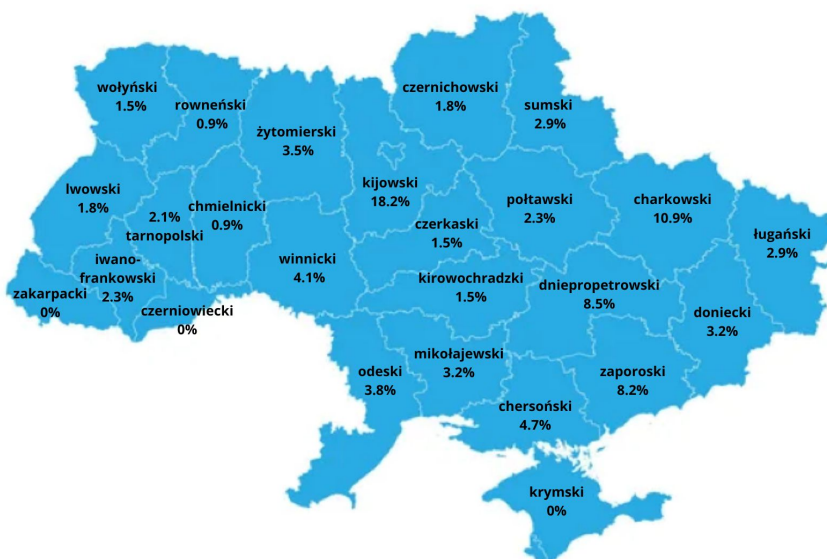 wołyński
1.5%
rowneński
0.9%
żytomierski
3.5%
czernichowski
1.8%
sumski
2.9%
lwowski
1.8%
2.1%
tarnopolski
chmielnicki
0.9%
kijowski
18.2%
czerkaski
1.5%
połtawski
2.3%
charkowski
10.9%
ługański
2.9%
iwano-
frankowski
2.3%
winnicki
4.1%
kirowochradzki
1.5%
dniepropetrowski
8.5%
doniecki
3.2%
zakarpacki
0%
czerniowiecki
0%
odeski
3.8%
mikołajewski
3.2%
zaporoski
8.2%
chersoński
4.7%
krymski
0%